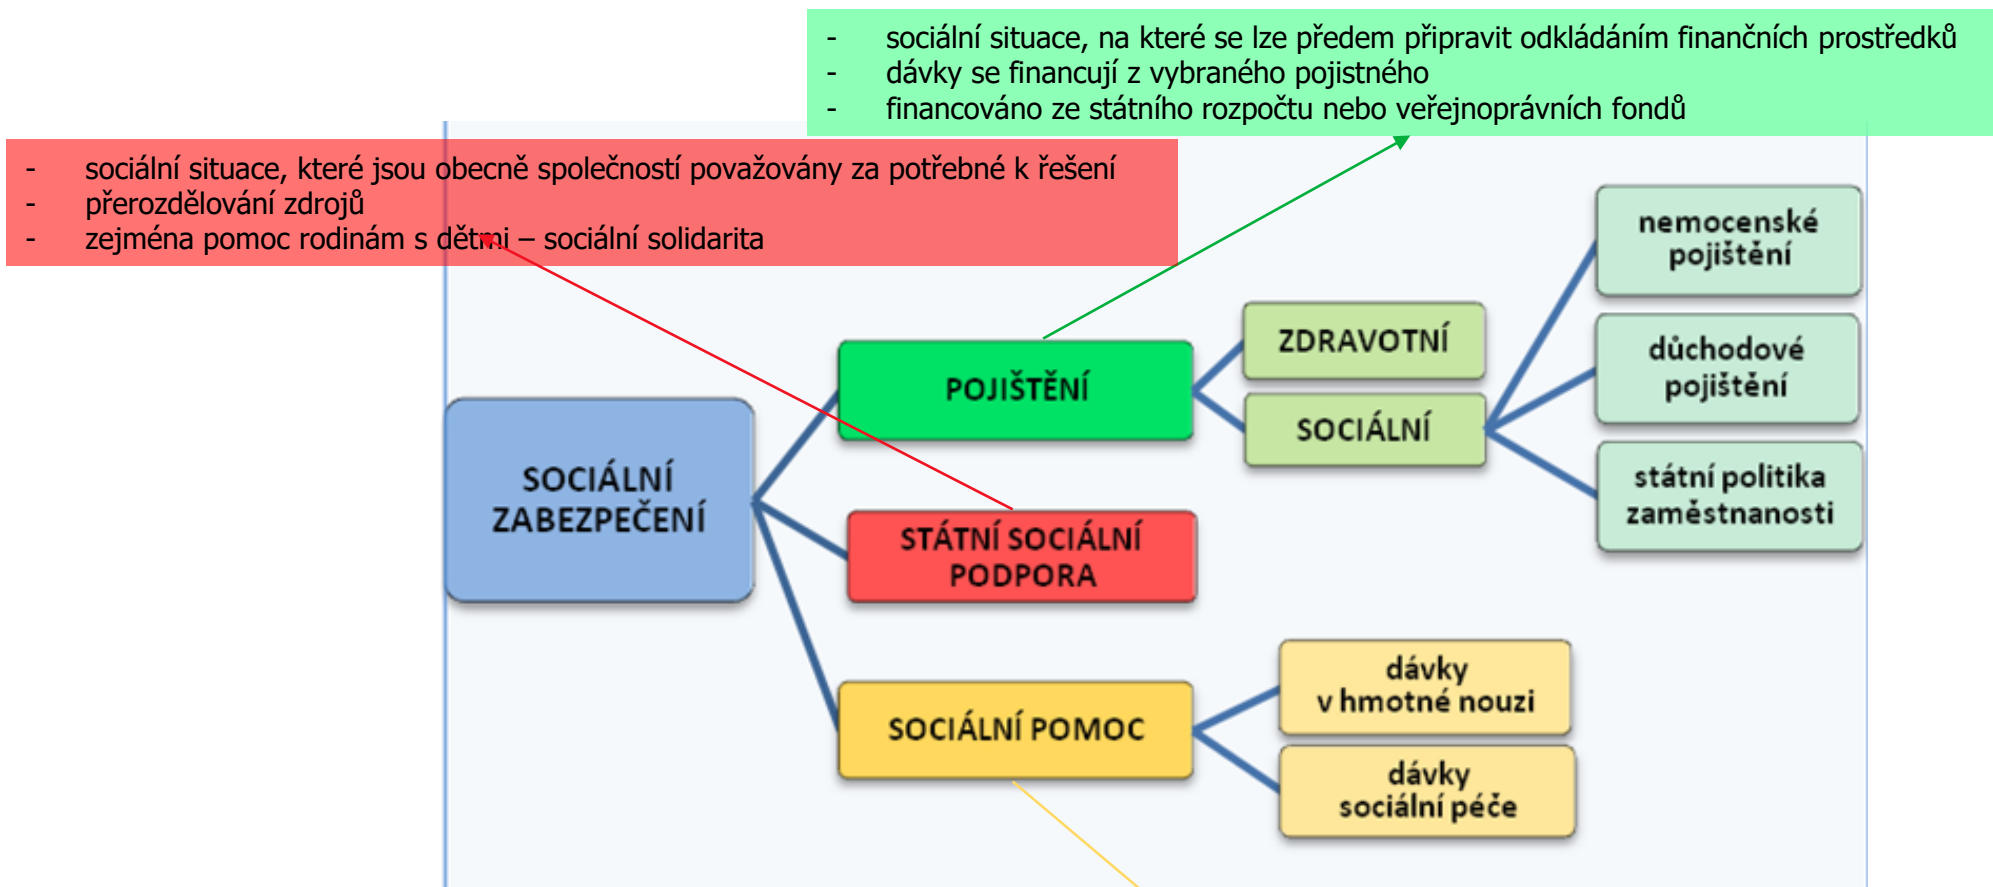 - sociální situace, na které se lze předem připravit odkládáním finančních prostředků
- dávky se financují z vybraného pojistného
- financováno ze státního rozpočtu nebo veřejnoprávních fondů
- sociální situace, které jsou obecně společností považovány za potřebné k řešení
- přerozdělování zdrojů
- zejména pomoc rodinám s dětmi – sociální solidarita
SOCIÁLNÍ
ZABEZPEČENÍ
POJIŠTĚNÍ
ZDRAVOTNÍ
SOCIÁLNÍ
nemocenské
pojištění
důchodové
pojištění
státní politika
zaměstnanosti
STÁTNÍ SOCIÁLNÍ
PODPORA
SOCIÁLNÍ POMOC
dávky
v hmotné nouzi
dávky
sociální péče